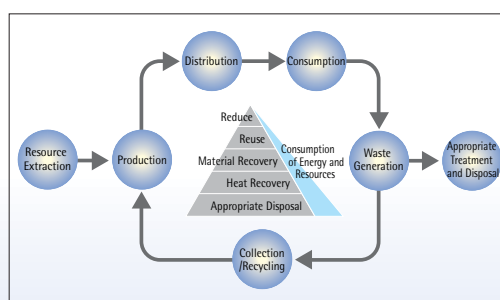 Distribution
Consumption
Reduce
Reuse
Material Recovery
Heat Recovery
Appropriate Disposal
Consumption
of Energy and
Resources
Resource
Extraction
Production
Waste
Generation
Appropriate
Treatment
and Disposal
Collection
/Recycling